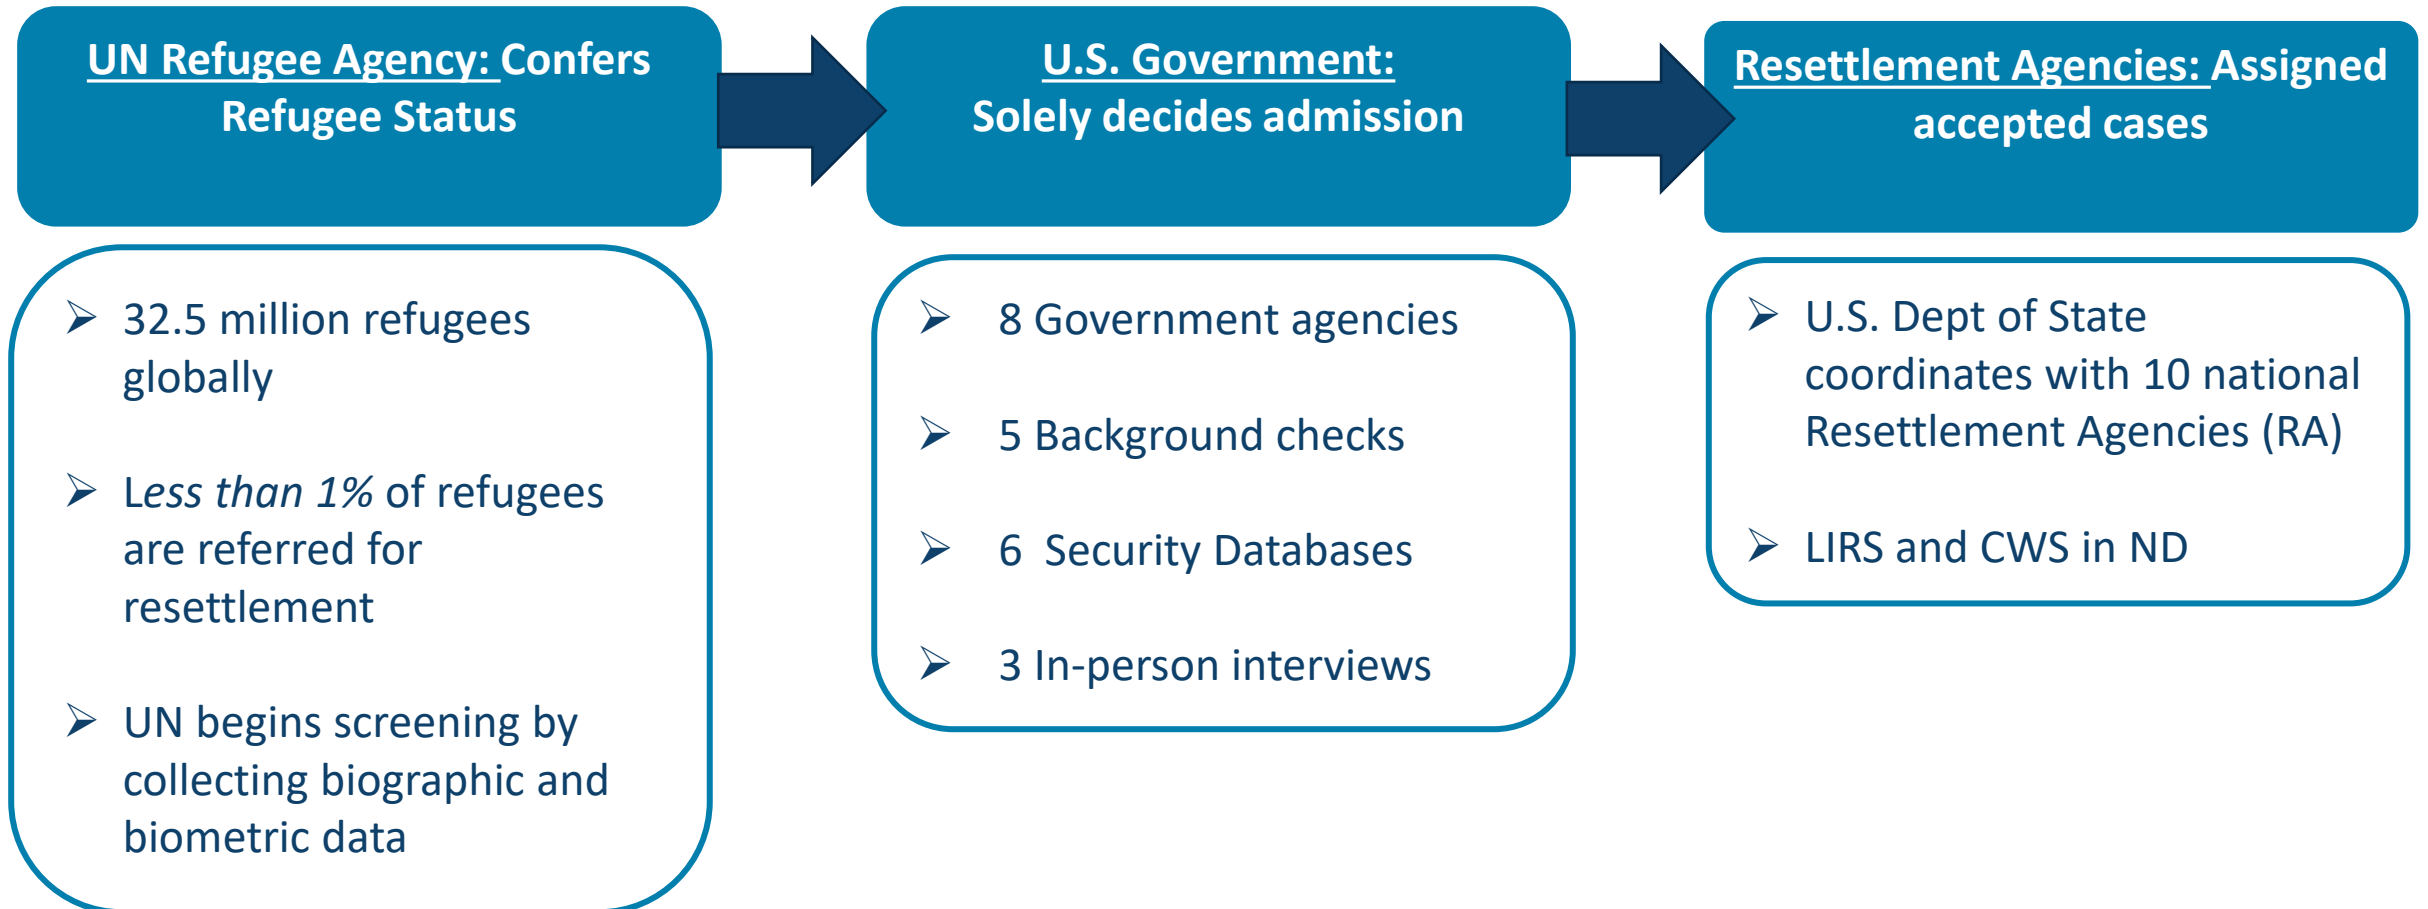 UN Refugee Agency: Confers
Refugee Status
U.S. Government:
Solely decides admission
Resettlement Agencies: Assigned
accepted cases
➢ 32.5 million refugees
globally
➢ Less than 1% of refugees
are referred for
resettlement
➢ UN begins screening by
collecting biographic and
biometric data
➢ 8 Government agencies
➢ 5 Background checks
➢ 6  Security Databases
➢ 3 In-person interviews
➢ U.S. Dept of State
coordinates with 10 national
Resettlement Agencies (RA)
➢ LIRS and CWS in ND